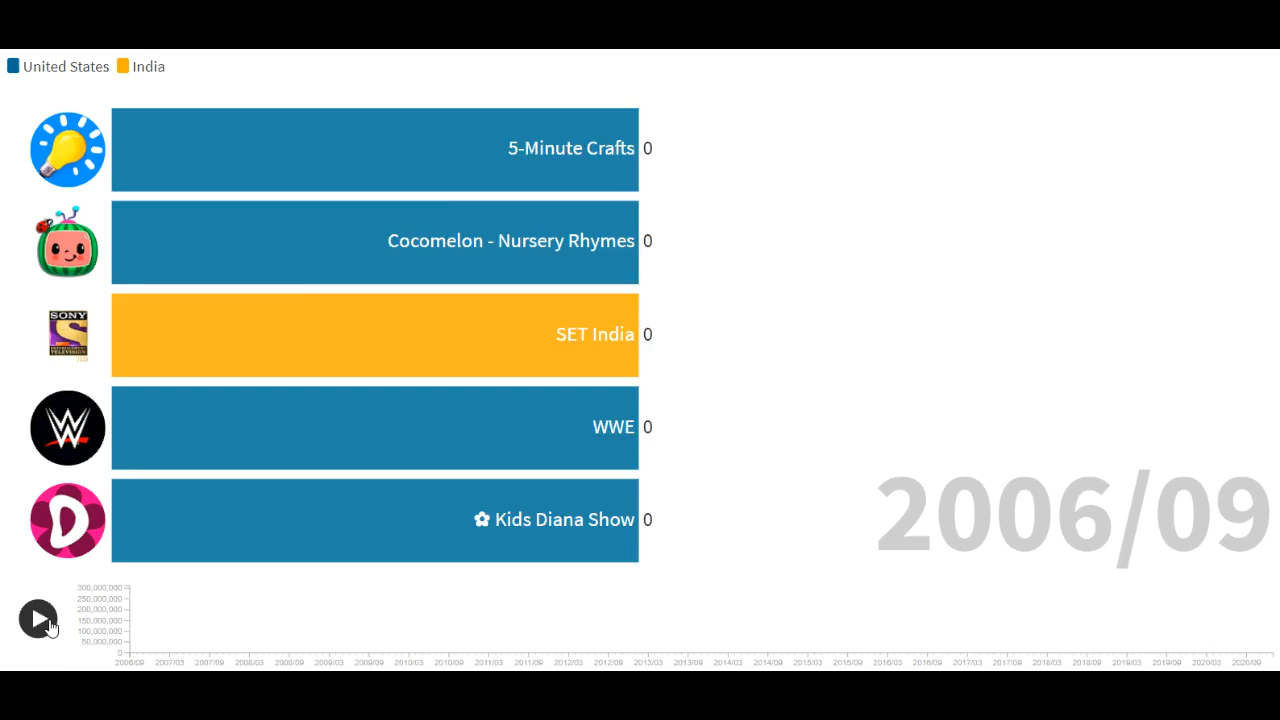 United States India
5-Minute Crafts 0
Cocomelon - Nursery Rhymes 0
SONY
SET India 0
WWE 0
✿ Kids Diana Show 0
D
2006/09
300,000,000
250,000,000
200,000,000
150,000,000
100,000,000
50,000,000
0
2006/09 2007/03 2007/09 2008/03 2008/09 2009/03 2009/09 2010/03 2010/09 2011/03 2011/09 2012/03 2012/09 2013/03 2013/09 2014/03 2014/09 2015/03 2015/09 2016/03 2016/09 2017/03 2017/09 2018/03 2018/09 2019/03 2019/09 2020/03 2020/09